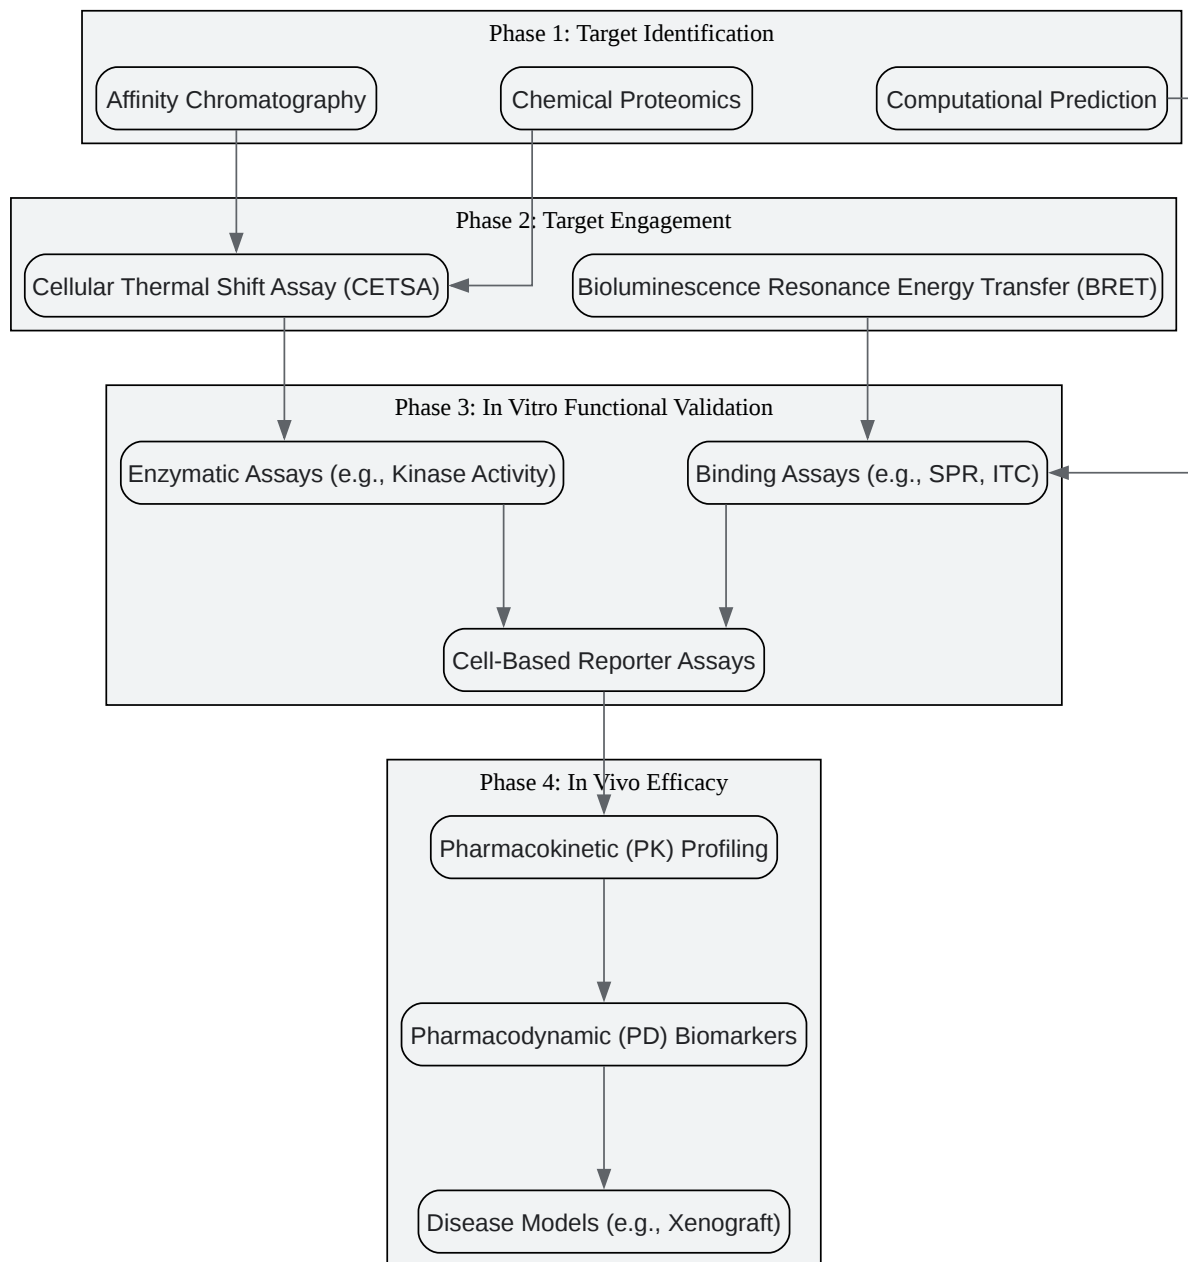 Phase 1: Target Identification
Affinity Chromatography
Chemical Proteomics
Computational Prediction
Phase 2: Target Engagement
Cellular Thermal Shift Assay (CETSA)
Bioluminescence Resonance Energy Transfer (BRET)
Phase 3: In Vitro Functional Validation
Enzymatic Assays (e.g., Kinase Activity)
Binding Assays (e.g., SPR, ITC)
Cell-Based Reporter Assays
Phase 4: In Vivo Efficacy
Pharmacokinetic (PK) Profiling
Pharmacodynamic (PD) Biomarkers
Disease Models (e.g., Xenograft)